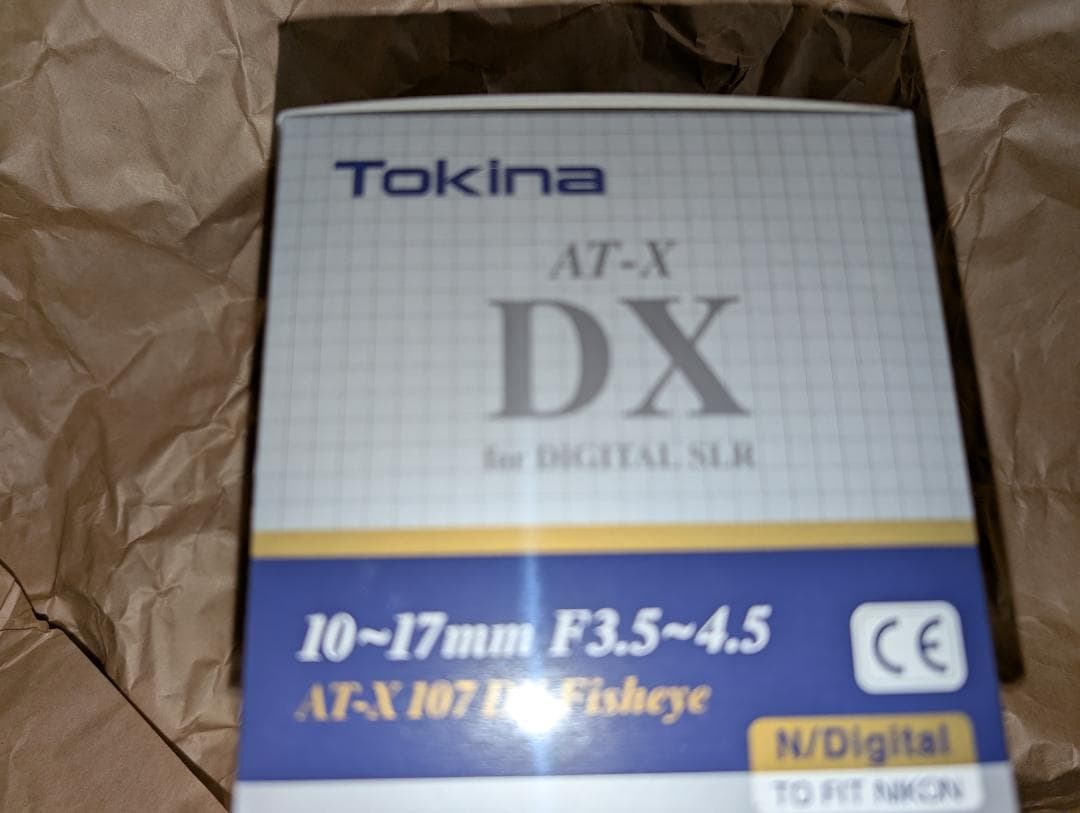 Tokina
AT-X
DX
for DIGITAL SLR
10~17mm F3.5~4.5
CE
AT-X 107 Fisheye
N/Digital
TO FIT NIKON